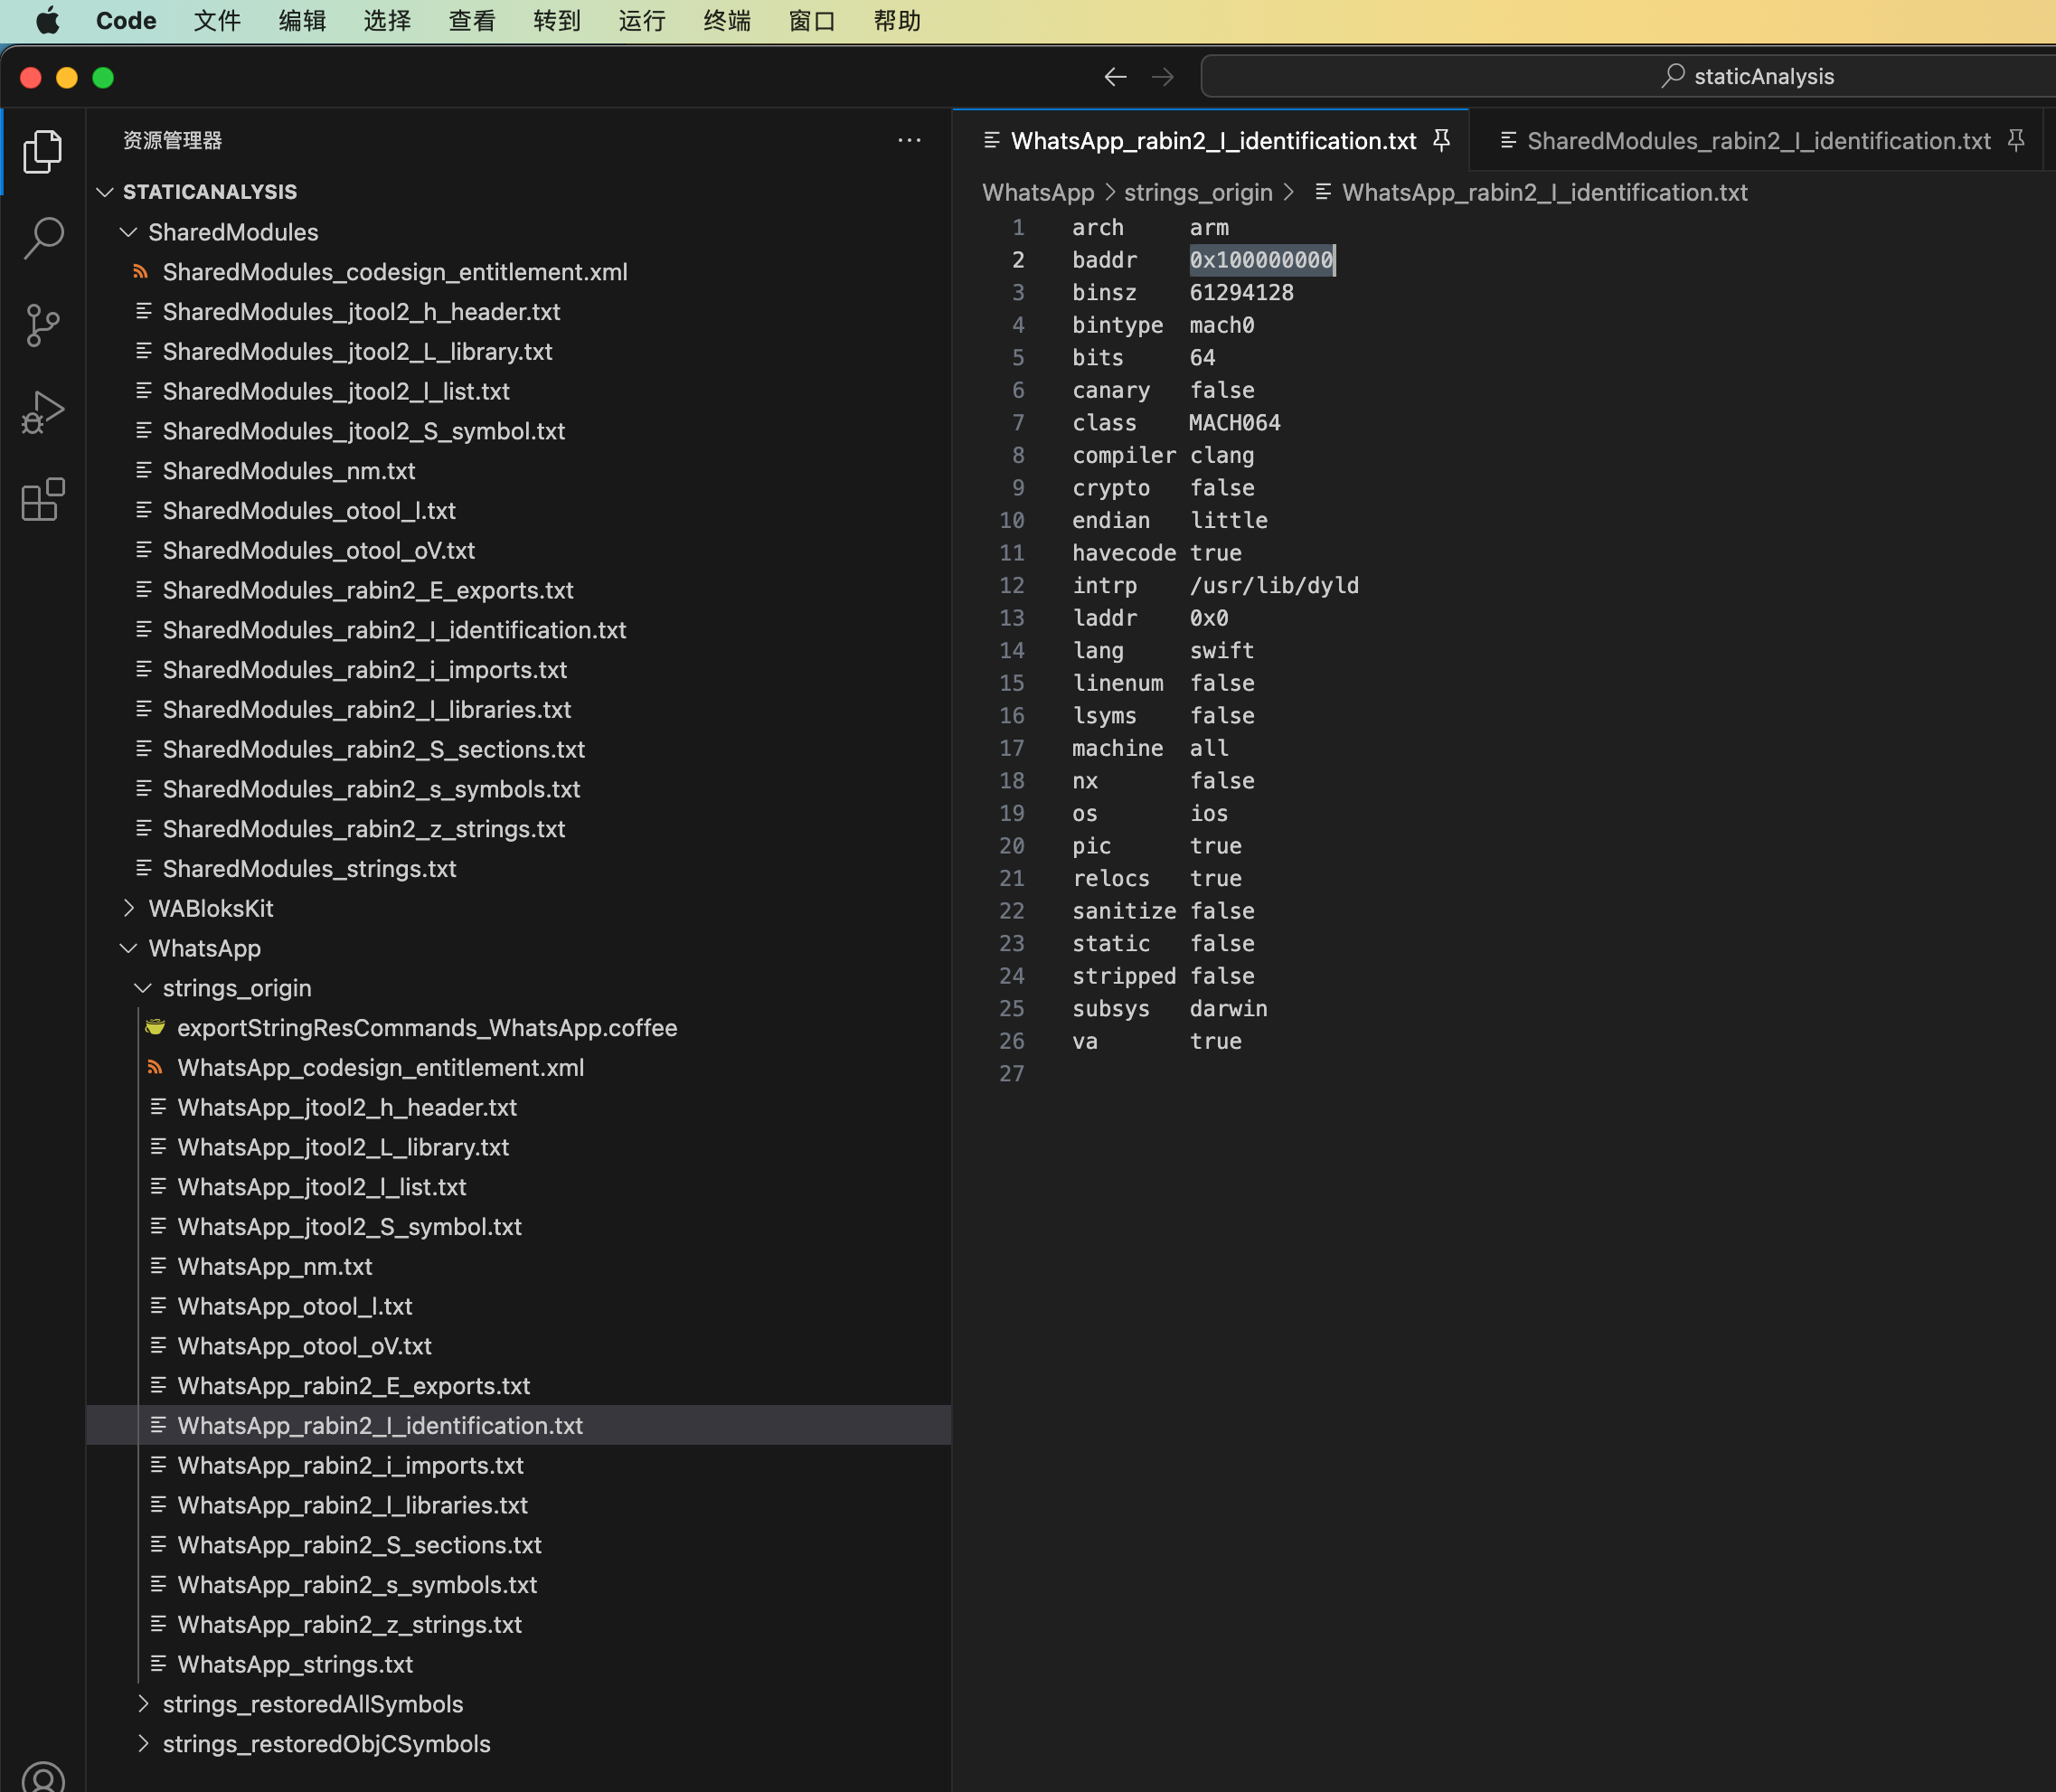 Code 文件 编辑 选择 查看 转到 运行 终端 窗口 帮助
staticAnalysis
资源管理器
STATICANALYSIS
SharedModules
SharedModules_codesign_entitlement.xml
SharedModules_jtool2_h_header.txt
SharedModules_jtool2_L_library.txt
SharedModules_jtool2_l_list.txt
SharedModules_jtool2_S_symbol.txt
SharedModules_nm.txt
SharedModules_otool_l.txt
SharedModules_otool_oV.txt
SharedModules_rabin2_E_exports.txt
SharedModules_rabin2_I_identification.txt
SharedModules_rabin2_i_imports.txt
SharedModules_rabin2_l_libraries.txt
SharedModules_rabin2_S_sections.txt
SharedModules_rabin2_s_symbols.txt
SharedModules_rabin2_z_strings.txt
SharedModules_strings.txt
WABloksKit
WhatsApp
strings_origin
exportStringResCommands_WhatsApp.coffee
WhatsApp_codesign_entitlement.xml
WhatsApp_jtool2_h_header.txt
WhatsApp_jtool2_L_library.txt
WhatsApp_jtool2_l_list.txt
WhatsApp_jtool2_S_symbol.txt
WhatsApp_nm.txt
WhatsApp_otool_l.txt
WhatsApp_otool_oV.txt
WhatsApp_rabin2_E_exports.txt
WhatsApp_rabin2_I_identification.txt
WhatsApp_rabin2_i_imports.txt
WhatsApp_rabin2_l_libraries.txt
WhatsApp_rabin2_S_sections.txt
WhatsApp_rabin2_s_symbols.txt
WhatsApp_rabin2_z_strings.txt
WhatsApp_strings.txt
strings_restoredAllSymbols
strings_restoredObjCSymbols
WhatsApp_rabin2_I_identification.txt SharedModules_rabin2_I_identification.txt
WhatsApp > strings_origin > WhatsApp_rabin2_I_identification.txt
1 arch arm
2 baddr 0x100000000
3 binsz 61294128
4 bintype mach0
5 bits 64
6 canary false
7 class MACH064
8 compiler clang
9 crypto false
10 endian little
11 havecode true
12 intrp /usr/lib/dyld
13 laddr 0x0
14 lang swift
15 linenum false
16 lsyms false
17 machine all
18 nx false
19 os ios
20 pic true
21 relocs true
22 sanitize false
23 static false
24 stripped false
25 subsys darwin
26 va true
27